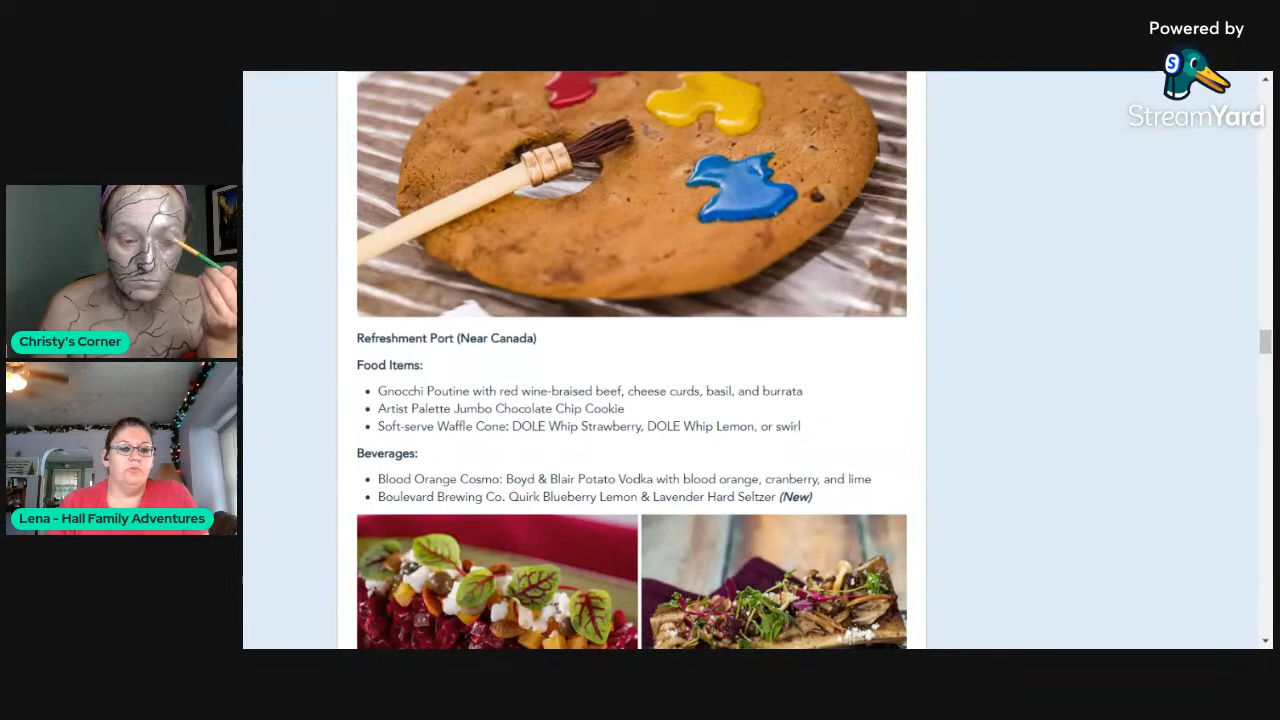 Powered by
S
StreamYard
Christy's Corner
Lena - Hall Family Adventures
Refreshment Port (Near Canada)
Food Items:
• Gnocchi Poutine with red wine-braised beef, cheese curds, basil, and burrata
• Artist Palette Jumbo Chocolate Chip Cookie
• Soft-serve Waffle Cone: DOLE Whip Strawberry, DOLE Whip Lemon, or swirl
Beverages:
• Blood Orange Cosmo: Boyd & Blair Potato Vodka with blood orange, cranberry, and lime
• Boulevard Brewing Co. Quirk Blueberry Lemon & Lavender Hard Seltzer (New)